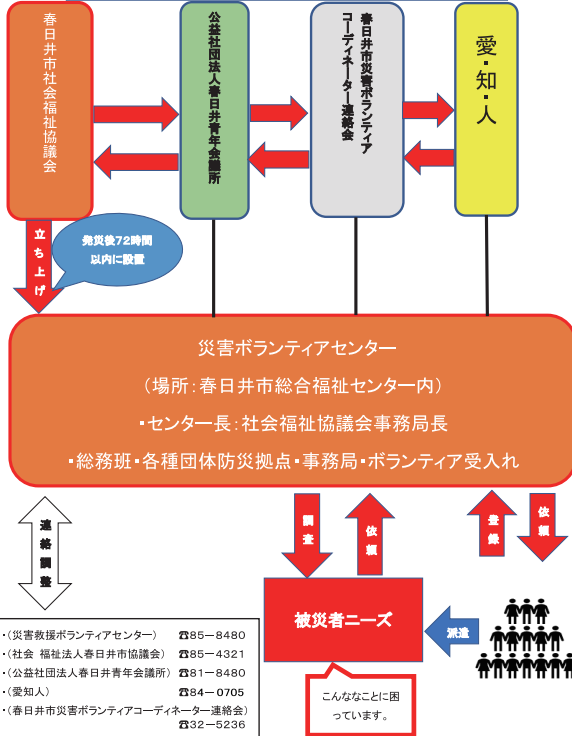 春日井市社会福祉協議会
公益社団法人春日井青年会議所
春日井市災害ボランティア
コーディネーター連絡会
愛・知・人
立ち上げ
発災後72時間
以内に設置
災害ボランティアセンター
(場所:春日井市総合福祉センター内)
・センター長:社会福祉協議会事務局長
・総務班・各種団体防災拠点・事務局・ボランティア受入れ
連絡調整
調査
依頼
登録
依頼
被災者ニーズ
派遣
こんななことに困
っています。
・(災害救援ボランティアセンター) ☎85-8480
・(社会 福祉法人春日井市協議会) ☎85-4321
・(公益社団法人春日井青年会議所) ☎81-8480
・(愛知人) ☎84-0705
・(春日井市災害ボランティアコーディネーター連絡会)
☎32-5236